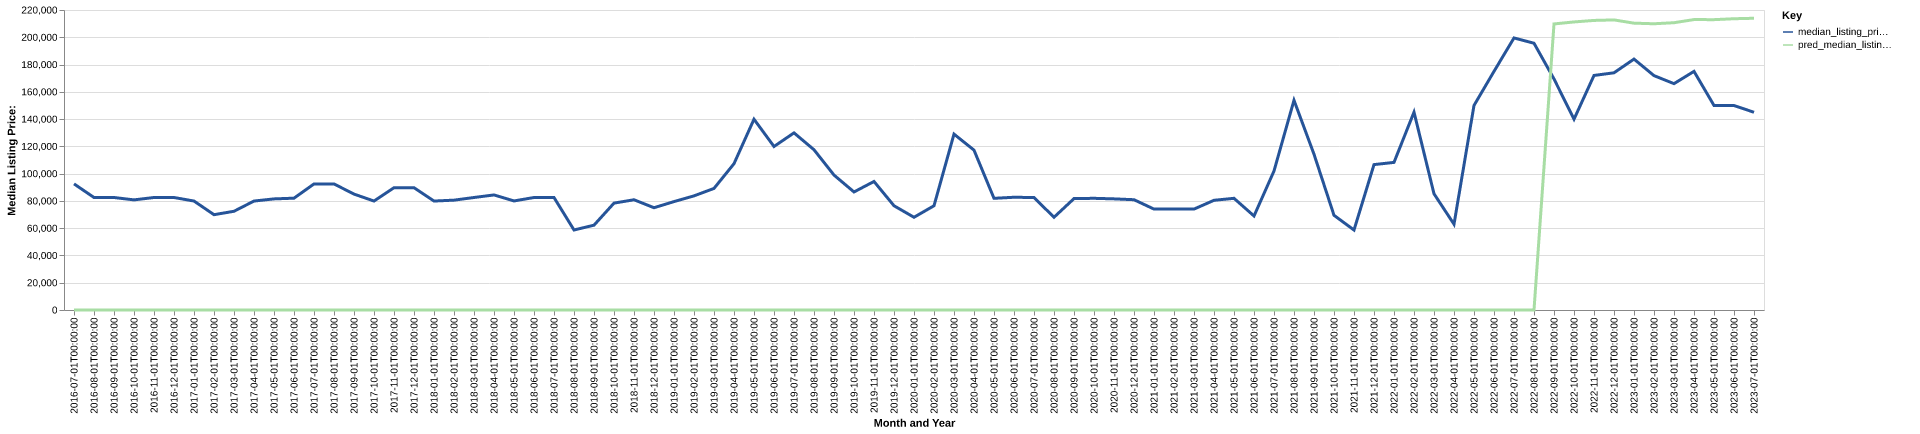 220,000
200,000
180,000
160,000
140,000
120,000
100,000
80,000
60,000
40,000
20,000
0
Median Listing Price:
2016-07-01T00:00:00
2016-08-01T00:00:00
2016-09-01T00:00:00
2016-10-01T00:00:00
2016-11-01T00:00:00
2016-12-01T00:00:00
2017-01-01T00:00:00
2017-02-01T00:00:00
2017-03-01T00:00:00
2017-04-01T00:00:00
2017-05-01T00:00:00
2017-06-01T00:00:00
2017-07-01T00:00:00
2017-08-01T00:00:00
2017-09-01T00:00:00
2017-10-01T00:00:00
2017-11-01T00:00:00
2017-12-01T00:00:00
2018-01-01T00:00:00
2018-02-01T00:00:00
2018-03-01T00:00:00
2018-04-01T00:00:00
2018-05-01T00:00:00
2018-06-01T00:00:00
2018-07-01T00:00:00
2018-08-01T00:00:00
2018-09-01T00:00:00
2018-10-01T00:00:00
2018-11-01T00:00:00
2018-12-01T00:00:00
2019-01-01T00:00:00
2019-02-01T00:00:00
2019-03-01T00:00:00
2019-04-01T00:00:00
2019-05-01T00:00:00
2019-06-01T00:00:00
2019-07-01T00:00:00
2019-08-01T00:00:00
2019-09-01T00:00:00
2019-10-01T00:00:00
2019-11-01T00:00:00
2019-12-01T00:00:00
2020-01-01T00:00:00
2020-02-01T00:00:00
2020-03-01T00:00:00
2020-04-01T00:00:00
2020-05-01T00:00:00
2020-06-01T00:00:00
2020-07-01T00:00:00
2020-08-01T00:00:00
2020-09-01T00:00:00
2020-10-01T00:00:00
2020-11-01T00:00:00
2020-12-01T00:00:00
2021-01-01T00:00:00
2021-02-01T00:00:00
2021-03-01T00:00:00
2021-04-01T00:00:00
2021-05-01T00:00:00
2021-06-01T00:00:00
2021-07-01T00:00:00
2021-08-01T00:00:00
2021-09-01T00:00:00
2021-10-01T00:00:00
2021-11-01T00:00:00
2021-12-01T00:00:00
2022-01-01T00:00:00
2022-02-01T00:00:00
2022-03-01T00:00:00
2022-04-01T00:00:00
2022-05-01T00:00:00
2022-06-01T00:00:00
2022-07-01T00:00:00
2022-08-01T00:00:00
2022-09-01T00:00:00
2022-10-01T00:00:00
2022-11-01T00:00:00
2022-12-01T00:00:00
2023-01-01T00:00:00
2023-02-01T00:00:00
2023-03-01T00:00:00
2023-04-01T00:00:00
2023-05-01T00:00:00
2023-06-01T00:00:00
2023-07-01T00:00:00
Month and Year
Key
median_listing_pri…
pred_median_listin…